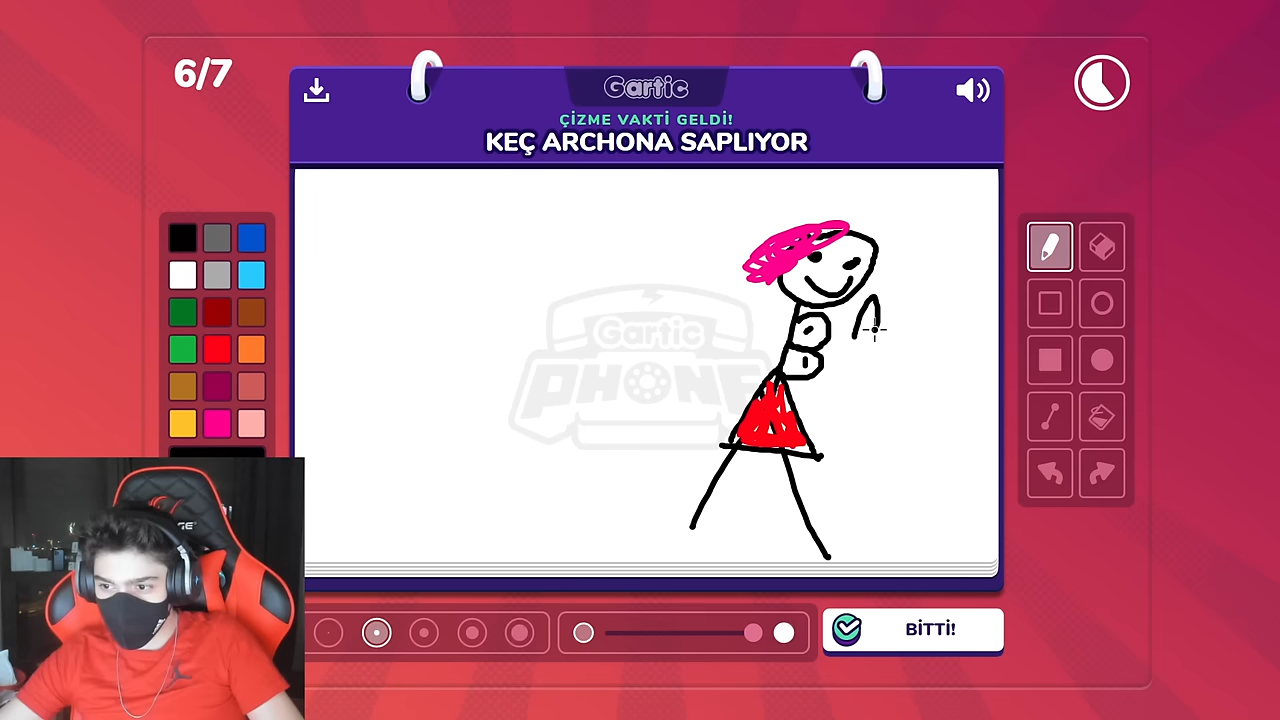 6/7
Gartic
ÇİZME VAKTİ GELDİ!
KEÇ ARCHONA SAPLIYOR
Gartic
PHONE
BİTTİ!